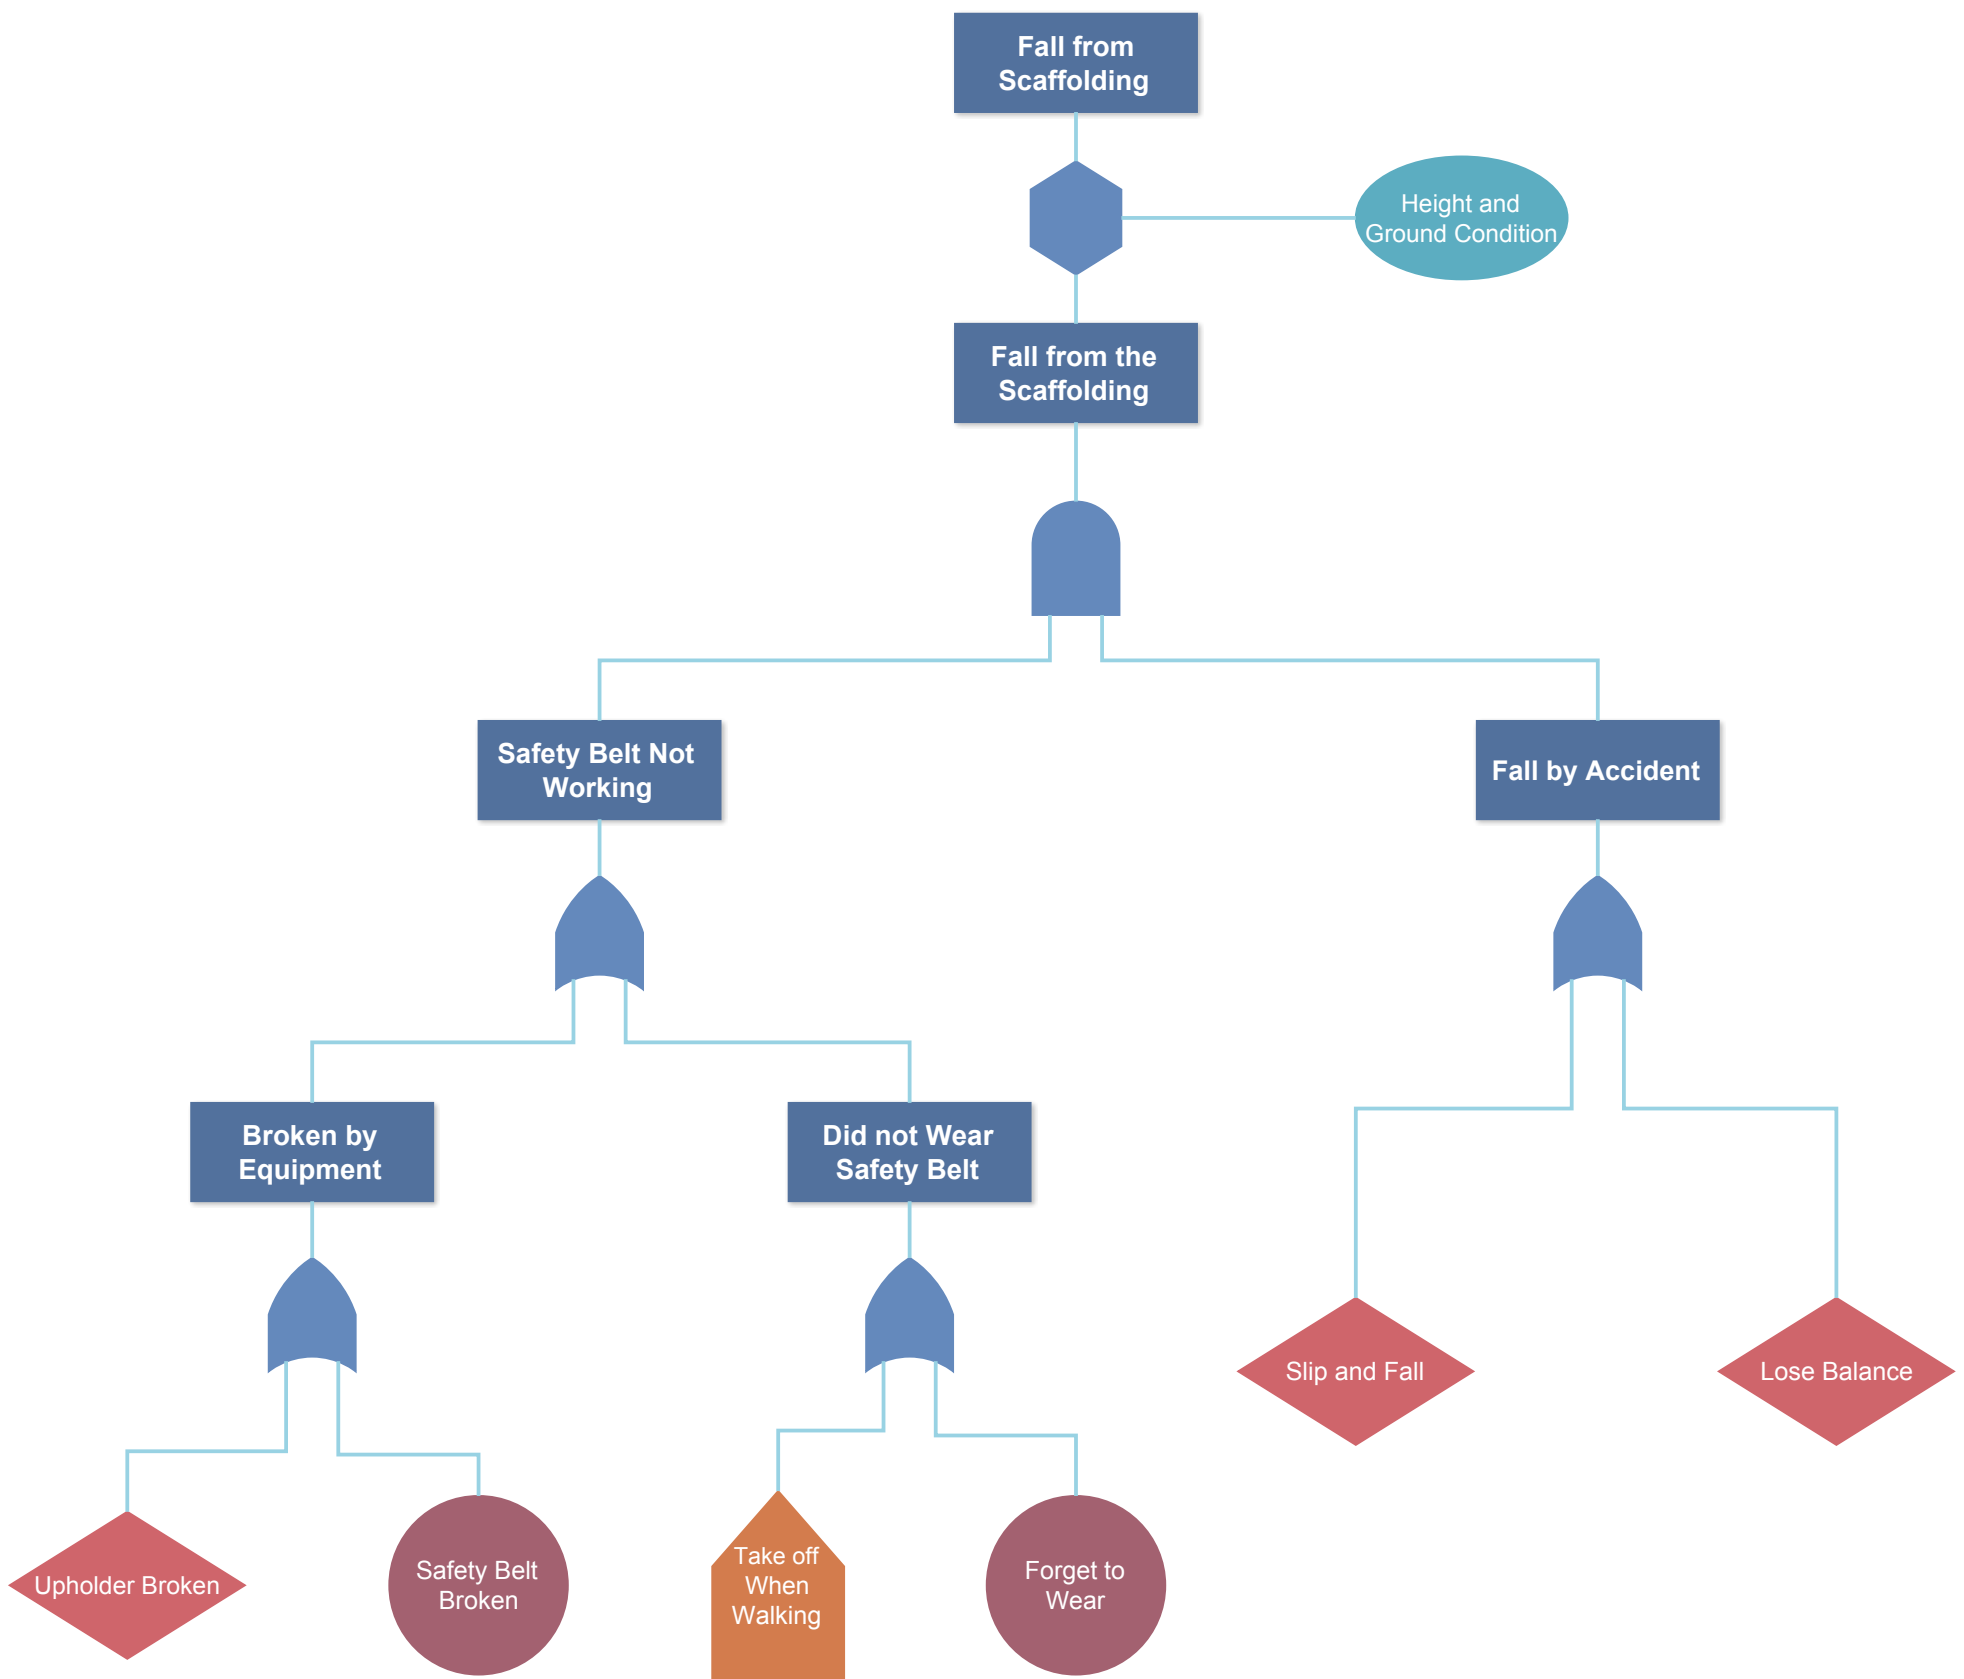 Fall from
Scaffolding
Height and
Ground Condition
Fall from the
Scaffolding
Safety Belt Not
Working
Fall by Accident
Broken by
Equipment
Did not Wear
Safety Belt
Slip and Fall
Lose Balance
Upholder Broken
Safety Belt
Broken
Take off
When
Walking
Forget to
Wear